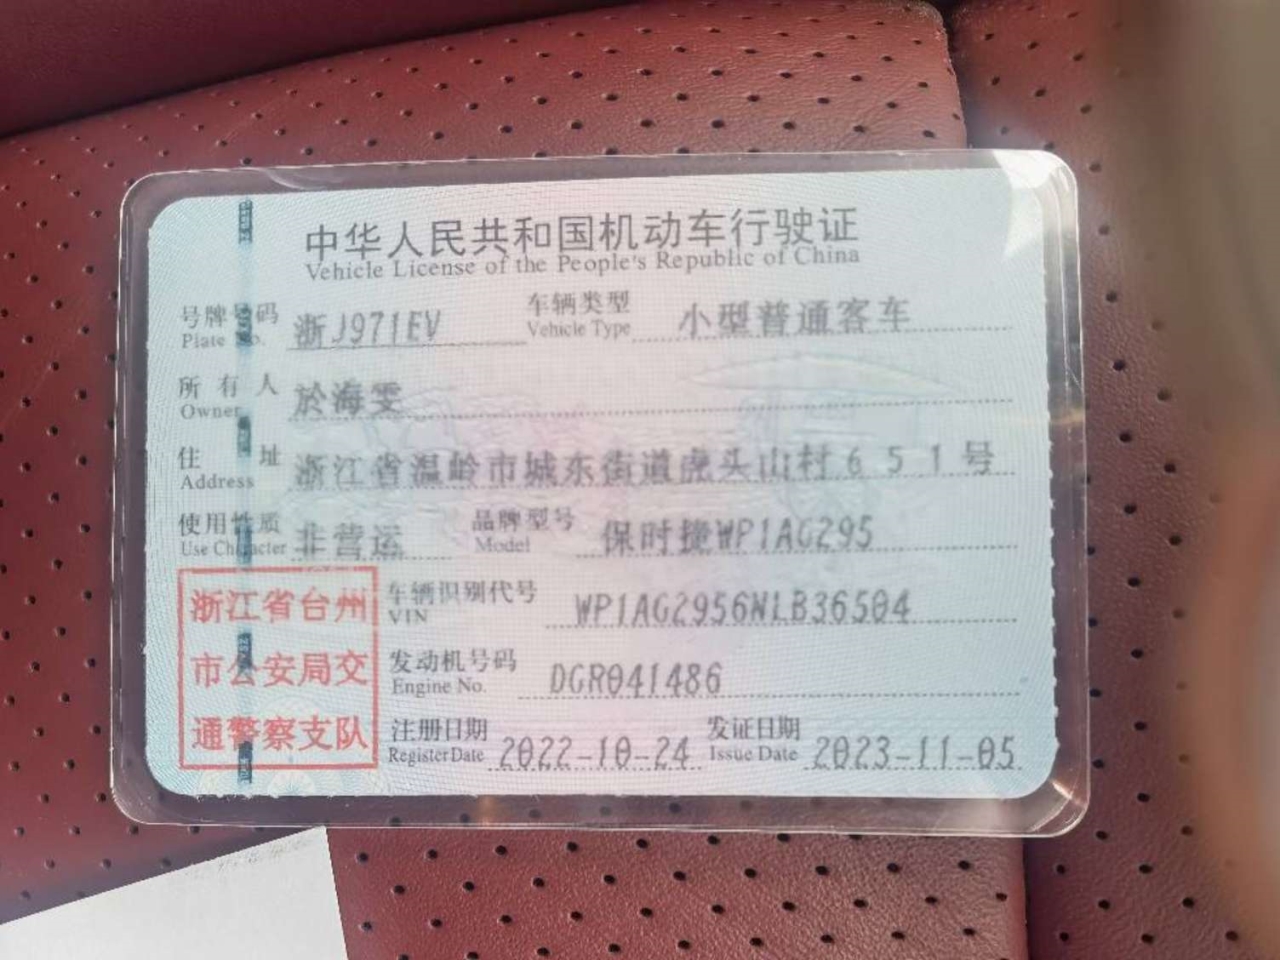 中华人民共和国机动车行驶证
Vehicle License of the People's Republic of China
号牌号码 浙J971EV 车辆类型 小型普通客车
Plate No. Vehicle Type
所有人 於海雯
Owner
住址 浙江省温岭市城东街道虎头山村651号
Address
使用性质 非营运 品牌型号 保时捷WP1AG295
Use Character Model
浙江省台州
市公安局交
通警察支队
车辆识别代号 WP1AG2956NLB36504
VIN
发动机号码 DGR041486
Engine No.
注册日期 2022-10-24 发证日期 2023-11-05
Register Date Issue Date